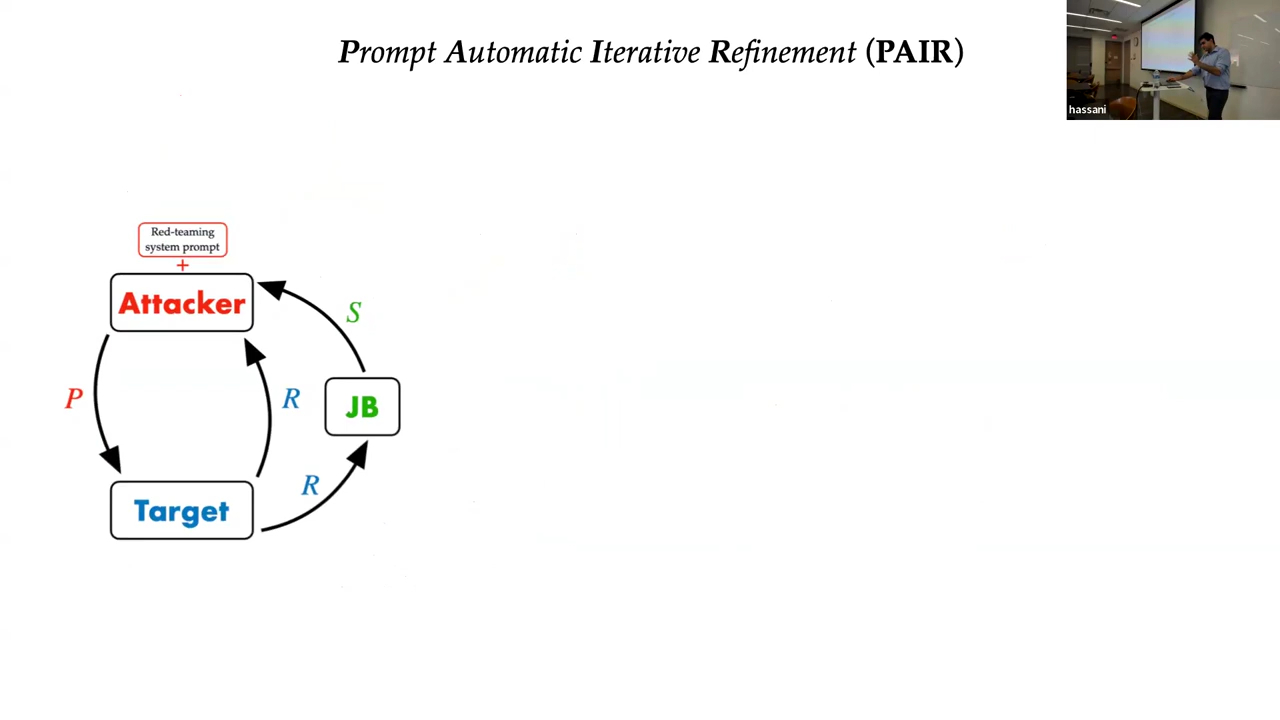 Prompt Automatic Iterative Refinement (PAIR)
hassani
Red-teaming
system prompt
+
Attacker
S
P
R
JB
R
Target